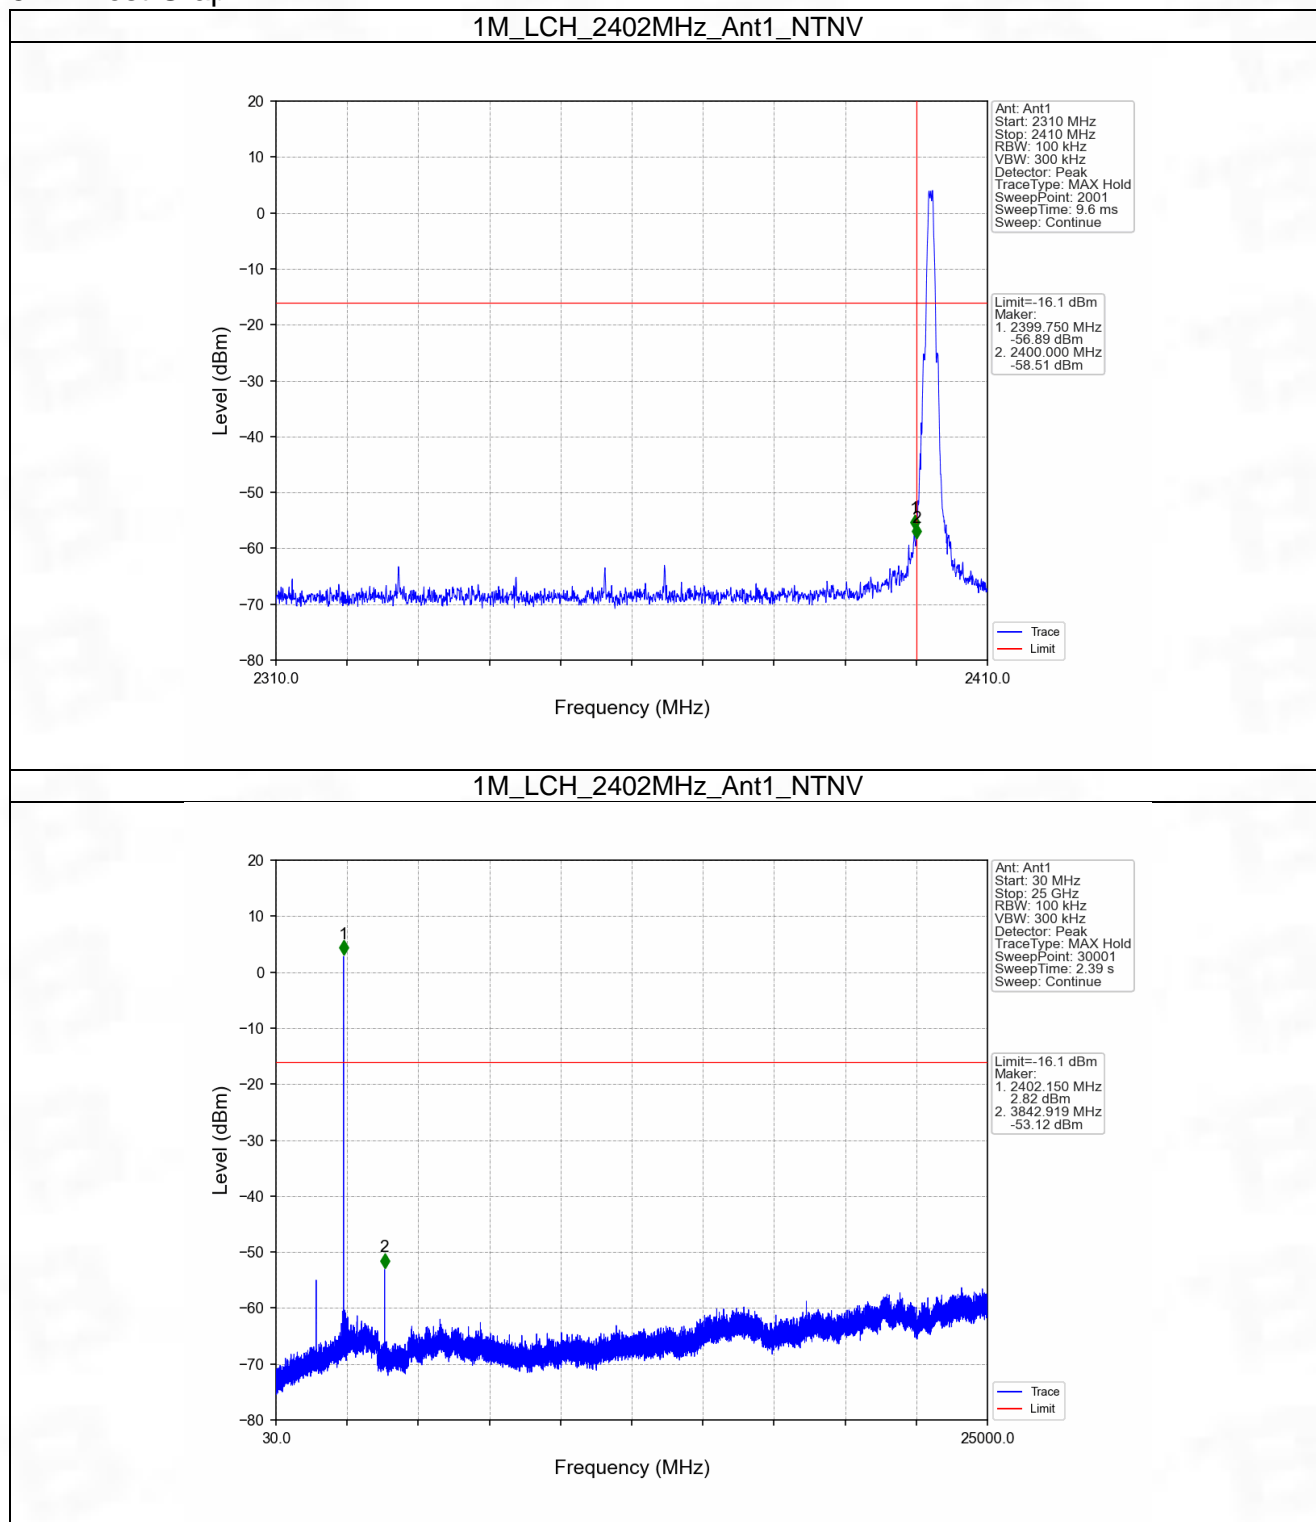 1M_LCH_2402MHz_Ant1_NTNV
20
10
0
−10
−20
−30
−40
−50
−60
−70
−80
Level (dBm)
2310.0
2410.0
Frequency (MHz)
1
2
Ant: Ant1
Start: 2310 MHz
Stop: 2410 MHz
RBW: 100 kHz
VBW: 300 kHz
Detector: Peak
TraceType: MAX Hold
SweepPoint: 2001
SweepTime: 9.6 ms
Sweep: Continue
Limit=-16.1 dBm
Maker:
1. 2399.750 MHz
-56.89 dBm
2. 2400.000 MHz
-58.51 dBm
Trace
Limit
1M_LCH_2402MHz_Ant1_NTNV
20
10
0
−10
−20
−30
−40
−50
−60
−70
−80
Level (dBm)
30.0
25000.0
Frequency (MHz)
1
2
Ant: Ant1
Start: 30 MHz
Stop: 25 GHz
RBW: 100 kHz
VBW: 300 kHz
Detector: Peak
TraceType: MAX Hold
SweepPoint: 30001
SweepTime: 2.39 s
Sweep: Continue
Limit=-16.1 dBm
Maker:
1. 2402.150 MHz
2.82 dBm
2. 3842.919 MHz
-53.12 dBm
Trace
Limit